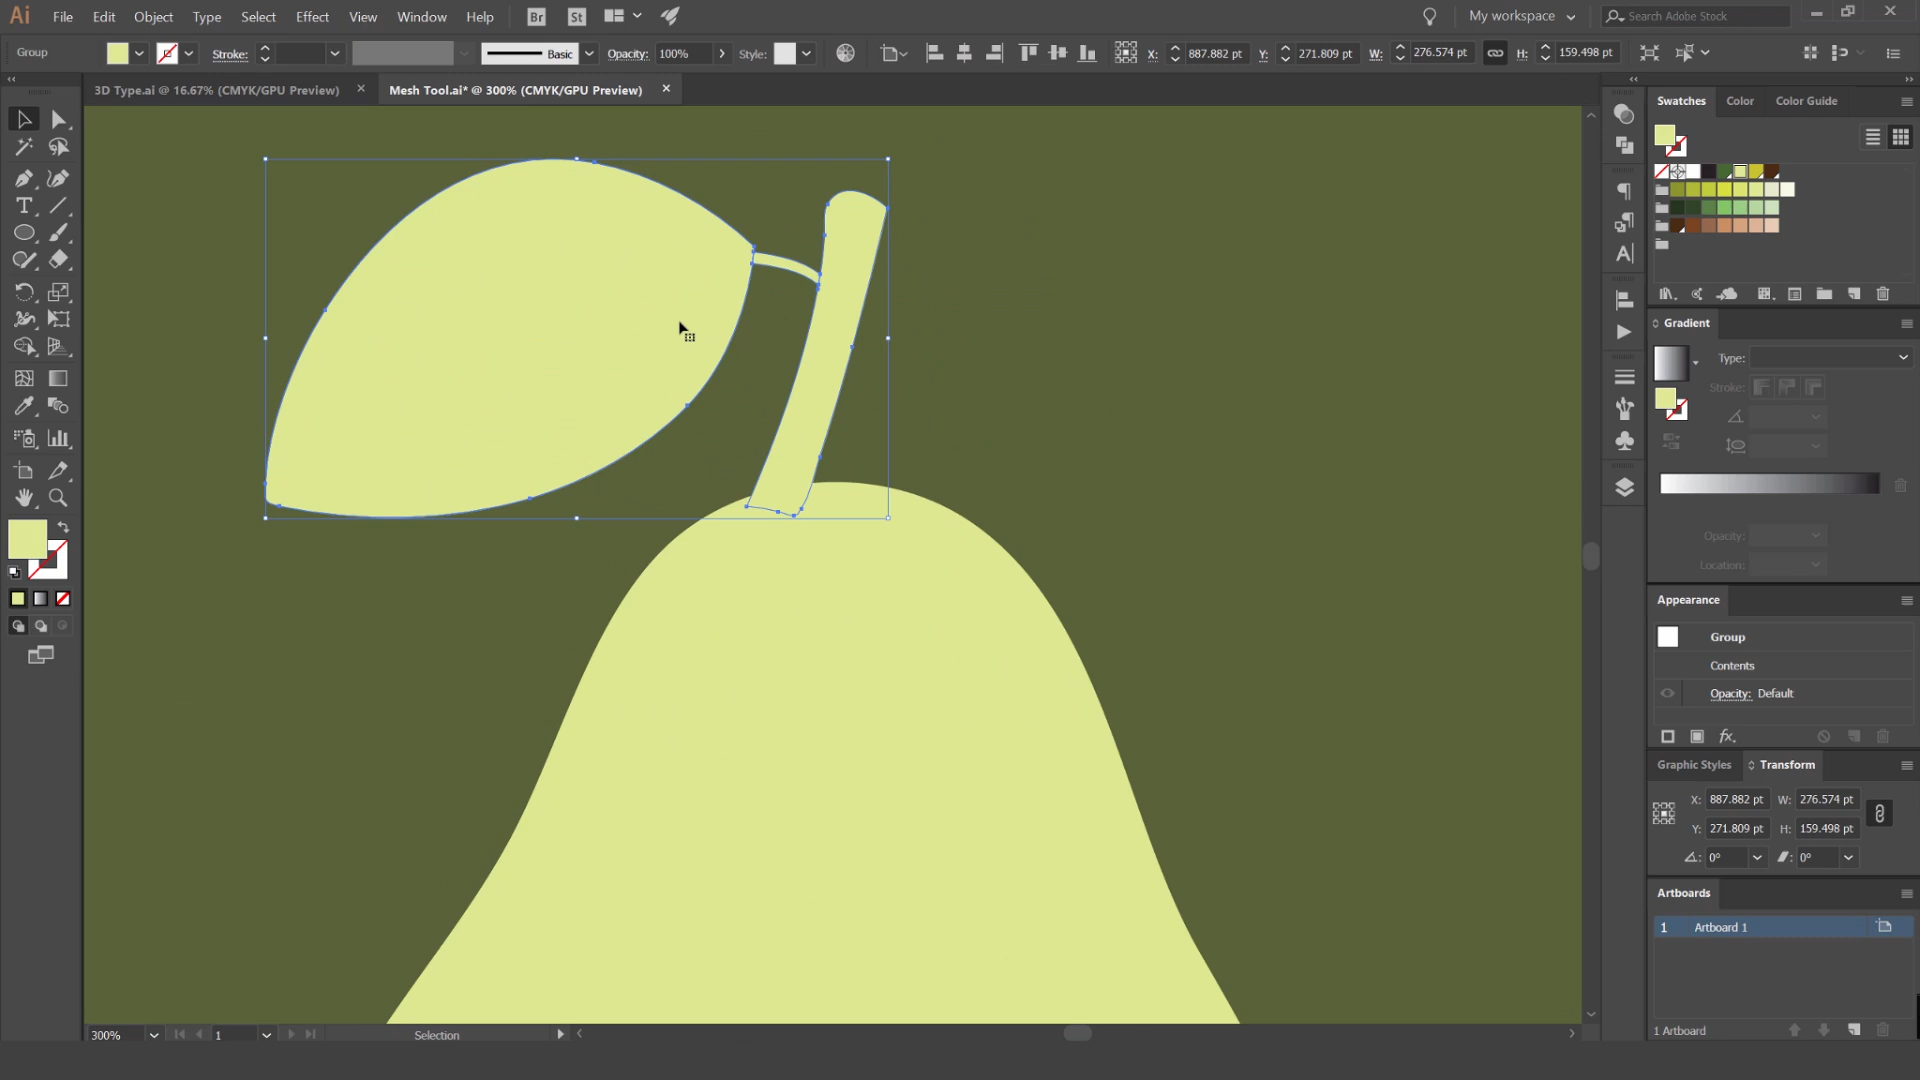 Ai File Edit Object Type Select Effect View Window Help Br St My workspace Search Adobe Stock
Group Stroke: Basic Opacity: 100% Style: X: 887.882 pt Y: 271.809 pt W: 276.574 pt H: 159.498 pt
3D Type.ai @ 16.67% (CMYK/GPU Preview) Mesh Tool.ai* @ 300% (CMYK/GPU Preview)
Swatches Color Color Guide
Gradient
Type:
Stroke:
Opacity:
Location:
Appearance
Group
Contents
Opacity: Default
fx.
Graphic Styles Transform
X: 887.882 pt W: 276.574 pt
Y: 271.809 pt H: 159.498 pt
0° 0°
Artboards
1 Artboard 1
1 Artboard
300% 1 Selection